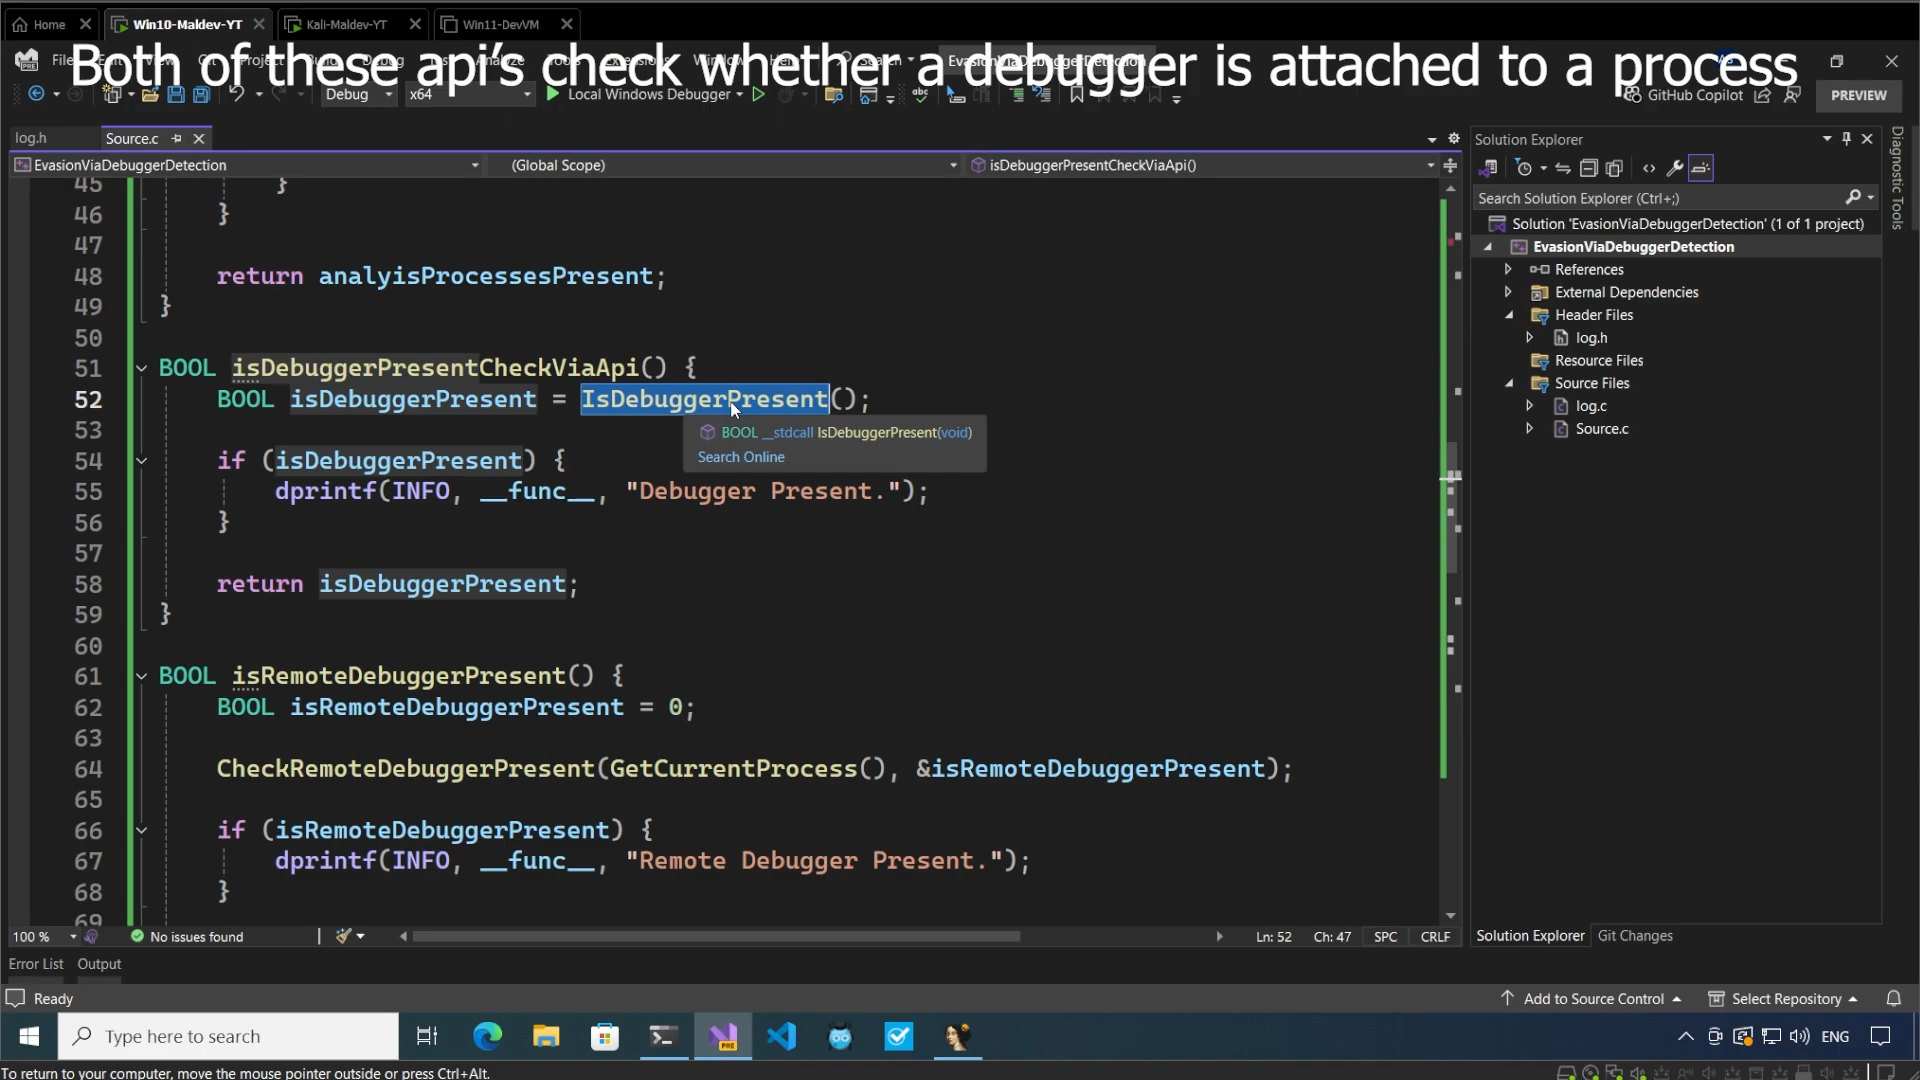 Home
Win10-Maldev-YT
Kali-Maldev-YT
Win11-DevVM
Both of these api's check whether a debugger is attached to a process
Debug
x64
Local Windows Debugger
GitHub Copilot
PREVIEW
log.h
Source.c
EvasionViaDebuggerDetection
(Global Scope)
isDebuggerPresentCheckViaApi()
45 }
46 }
47
48 return analyisProcessesPresent;
49 }
50
51 BOOL isDebuggerPresentCheckViaApi() {
52 BOOL isDebuggerPresent = IsDebuggerPresent();
53
BOOL __stdcall IsDebuggerPresent(void)
Search Online
54 if (isDebuggerPresent) {
55 dprintf(INFO, __func__, "Debugger Present.");
56 }
57
58 return isDebuggerPresent;
59 }
60
61 BOOL isRemoteDebuggerPresent() {
62 BOOL isRemoteDebuggerPresent = 0;
63
64 CheckRemoteDebuggerPresent(GetCurrentProcess(), &isRemoteDebuggerPresent);
65
66 if (isRemoteDebuggerPresent) {
67 dprintf(INFO, __func__, "Remote Debugger Present.");
68 }
69
100 %
No issues found
Ln: 52
Ch: 47
SPC
CRLF
Solution Explorer
Search Solution Explorer (Ctrl+;)
Solution 'EvasionViaDebuggerDetection' (1 of 1 project)
EvasionViaDebuggerDetection
References
External Dependencies
Header Files
log.h
Resource Files
Source Files
log.c
Source.c
Solution Explorer
Git Changes
Diagnostic Tools
Error List
Output
Ready
Add to Source Control
Select Repository
Type here to search
ENG
To return to your computer, move the mouse pointer outside or press Ctrl+Alt.